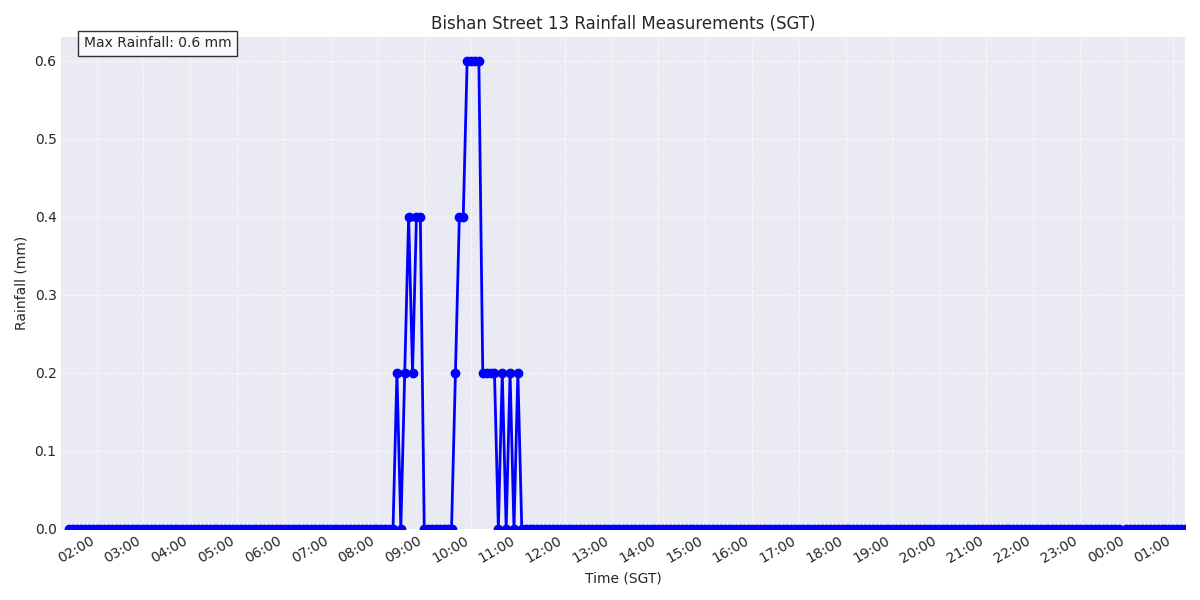 Bishan Street 13 Rainfall Measurements (SGT)
Max Rainfall: 0.6 mm
0.6
0.5
0.4
0.3
0.2
0.1
0.0
Rainfall (mm)
02:00 03:00 04:00 05:00 06:00 07:00 08:00 09:00 10:00 11:00 12:00 13:00 14:00 15:00 16:00 17:00 18:00 19:00 20:00 21:00 22:00 23:00 00:00 01:00
Time (SGT)